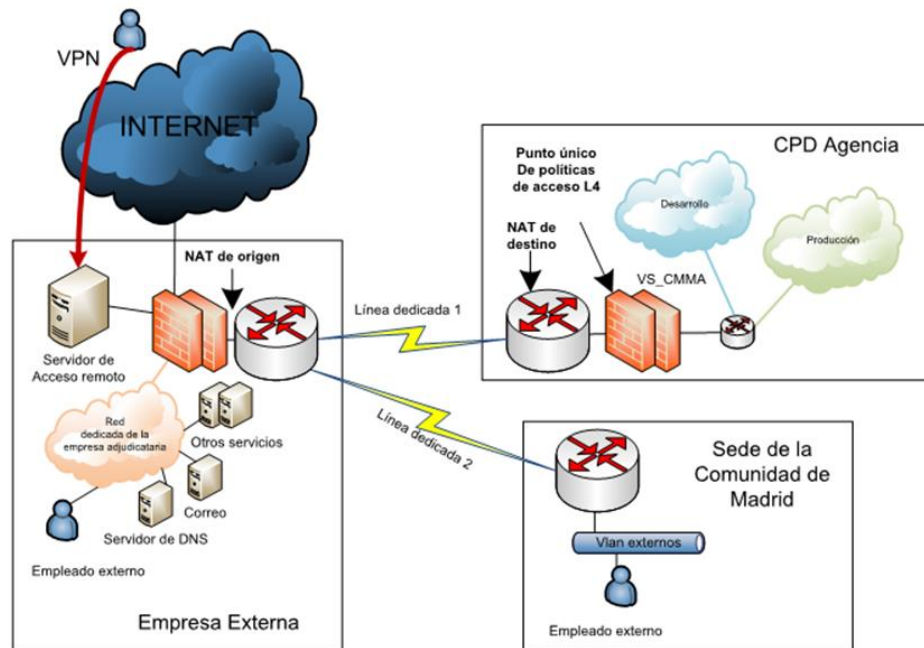 VPN
INTERNET
CPD Agencia
Punto único
De políticas
de acceso L4
Desarrollo
Producción
NAT de
destino
VS_CMMA
NAT de origen
Línea dedicada 1
Servidor de
Acceso remoto
Red
dedicada de la
empresa adjudicataria
Otros servicios
Correo
Servidor de DNS
Empleado externo
Empresa Externa
Línea dedicada 2
Sede de la
Comunidad de
Madrid
Vlan externos
Empleado externo